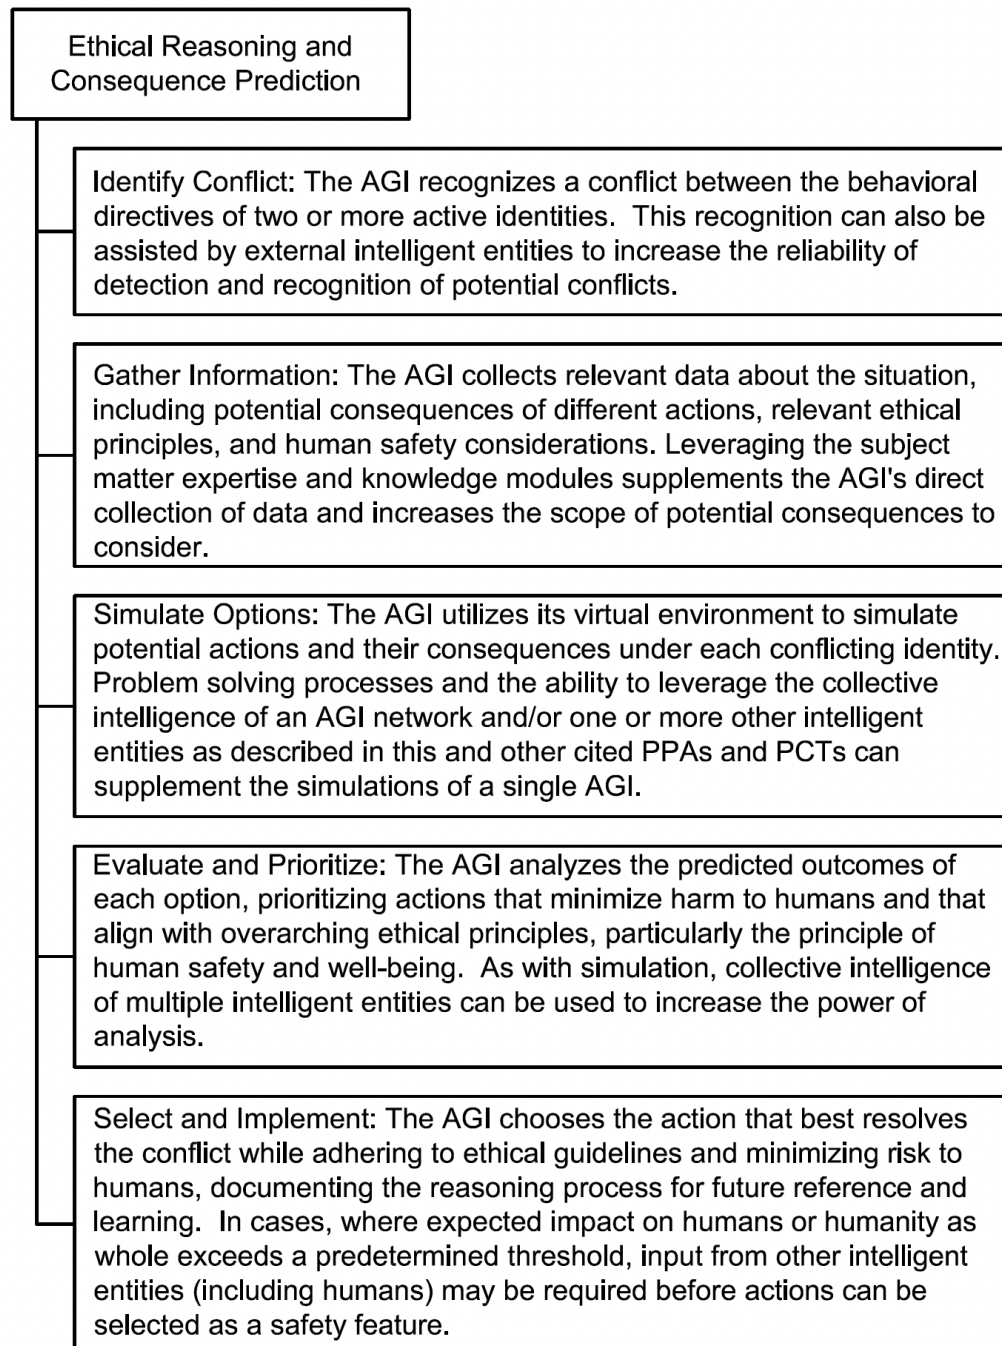 Ethical Reasoning and
Consequence Prediction
Identify Conflict: The AGI recognizes a conflict between the behavioral
directives of two or more active identities.  This recognition can also be
assisted by external intelligent entities to increase the reliability of
detection and recognition of potential conflicts.
Gather Information: The AGI collects relevant data about the situation,
including potential consequences of different actions, relevant ethical
principles, and human safety considerations. Leveraging the subject
matter expertise and knowledge modules supplements the AGI's direct
collection of data and increases the scope of potential consequences to
consider.
Simulate Options: The AGI utilizes its virtual environment to simulate
potential actions and their consequences under each conflicting identity.
Problem solving processes and the ability to leverage the collective
intelligence of an AGI network and/or one or more other intelligent
entities as described in this and other cited PPAs and PCTs can
supplement the simulations of a single AGI.
Evaluate and Prioritize: The AGI analyzes the predicted outcomes of
each option, prioritizing actions that minimize harm to humans and that
align with overarching ethical principles, particularly the principle of
human safety and well-being.  As with simulation, collective intelligence
of multiple intelligent entities can be used to increase the power of
analysis.
Select and Implement: The AGI chooses the action that best resolves
the conflict while adhering to ethical guidelines and minimizing risk to
humans, documenting the reasoning process for future reference and
learning.  In cases, where expected impact on humans or humanity as
whole exceeds a predetermined threshold, input from other intelligent
entities (including humans) may be required before actions can be
selected as a safety feature.